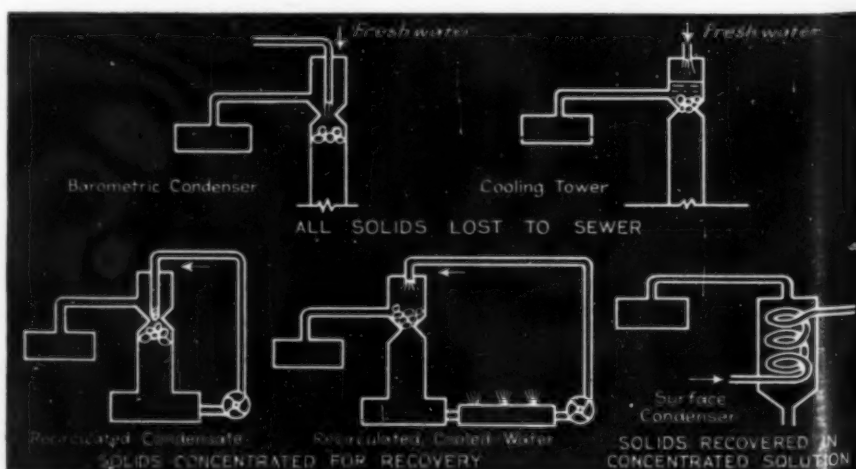 Freshwater
Freshwater
Barometric Condenser
Cooling Tower
ALL SOLIDS LOST TO SEWER
Recirculated Condensate
Recirculated, Cooled Water
SOLIDS CONCENTRATED FOR RECOVERY
Surface
Condenser
SOLIDS RECOVERED IN
CONCENTRATED SOLUTION